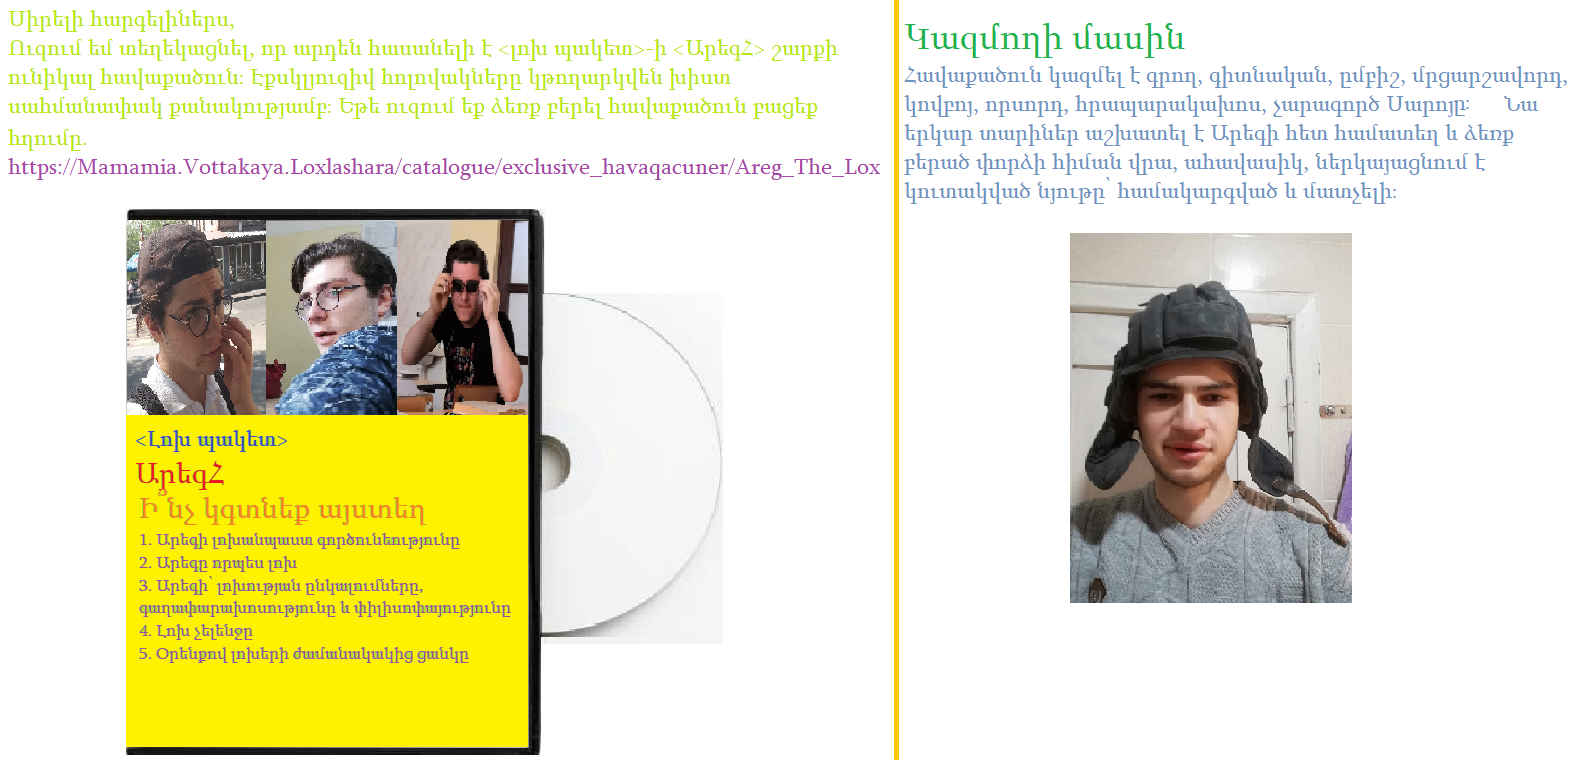 Սիրելի հարգելիներս,
Ուզում եմ տեղեկացնել, որ արդեն հասանելի է <լոխ պակետ>-ի <ԱրեգՀ> շարքի
ունիկալ հավաքածուն։ Էքսկլյուզիվ հոլովակները կթողարկվեն խիստ
սահմանափակ քանակությամբ։ Եթե ուզում եք ձեռք բերել հավաքածուն բացեք
հղումը.
https://Mamamia.Vottakaya.Loxlashara/catalogue/exclusive_havaqacuner/Areg_The_Lox
<Լոխ պակետ>
ԱրեգՀ
Ի՞նչ կգտնեք այստեղ
1. Արեգի լոխանպաստ գործունեությունը
2. Արեգը որպես լոխ
3. Արեգի՝ լոխության ընկալումները,
գաղափարախոսությունը և փիլիսոփայությունը
4. Լոխ չելենջը
5. Օրենքով լոխերի ժամանակակից ցանկը
Կազմողի մասին
Հավաքածուն կազմել է գրող, գիտնական, ըմբիշ, մրցարշավորդ,
կովբոյ, որսորդ, հրապարակախոս, չարագործ Սարոյը: Նա
երկար տարիներ աշխատել է Արեգի հետ համատեղ և ձեռք
բերած փորձի հիման վրա, ահավասիկ, ներկայացնում է
կուտակված նյութը՝ համակարգված և մատչելի։